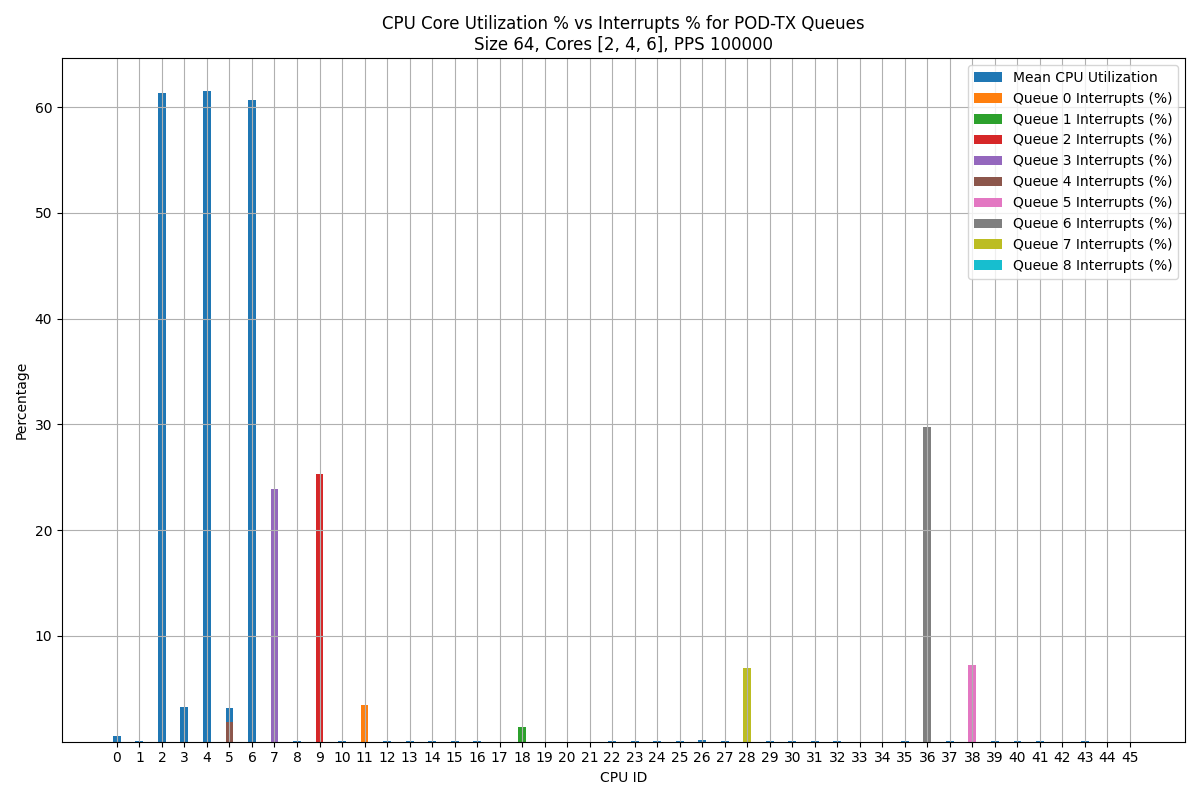 CPU Core Utilization % vs Interrupts % for POD-TX Queues
Size 64, Cores [2, 4, 6], PPS 100000
Mean CPU Utilization
Queue 0 Interrupts (%)
Queue 1 Interrupts (%)
Queue 2 Interrupts (%)
Queue 3 Interrupts (%)
Queue 4 Interrupts (%)
Queue 5 Interrupts (%)
Queue 6 Interrupts (%)
Queue 7 Interrupts (%)
Queue 8 Interrupts (%)
60
50
40
30
20
10
Percentage
0 1 2 3 4 5 6 7 8 9 10 11 12 13 14 15 16 17 18 19 20 21 22 23 24 25 26 27 28 29 30 31 32 33 34 35 36 37 38 39 40 41 42 43 44 45
CPU ID